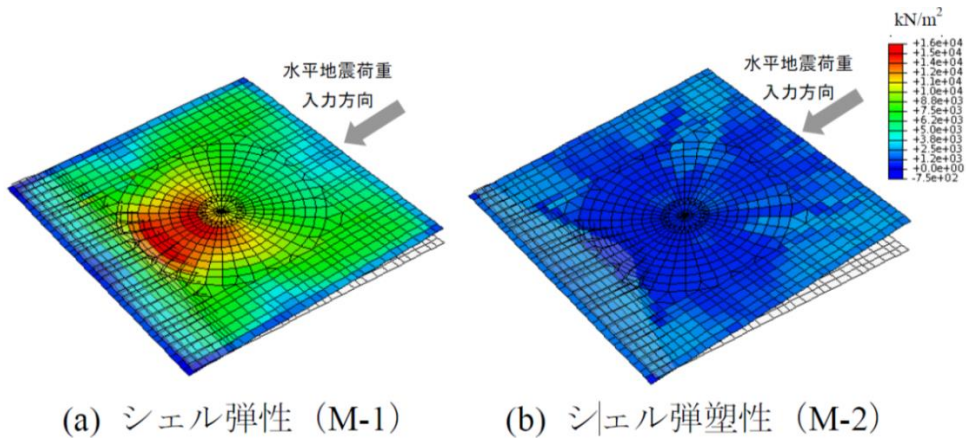 水平地震荷重
入力方向
水平地震荷重
入力方向
kN/m²
+1.6e+04
+1.5e+04
+1.4e+04
+1.2e+04
+1.1e+04
+1.0e+04
+8.8e+03
+7.5e+03
+6.2e+03
+5.0e+03
+3.8e+03
+2.5e+03
+1.2e+03
+0.0e+00
-7.5e+02
(a) シェル弾性（M-1）
(b) シェル弾塑性（M-2）